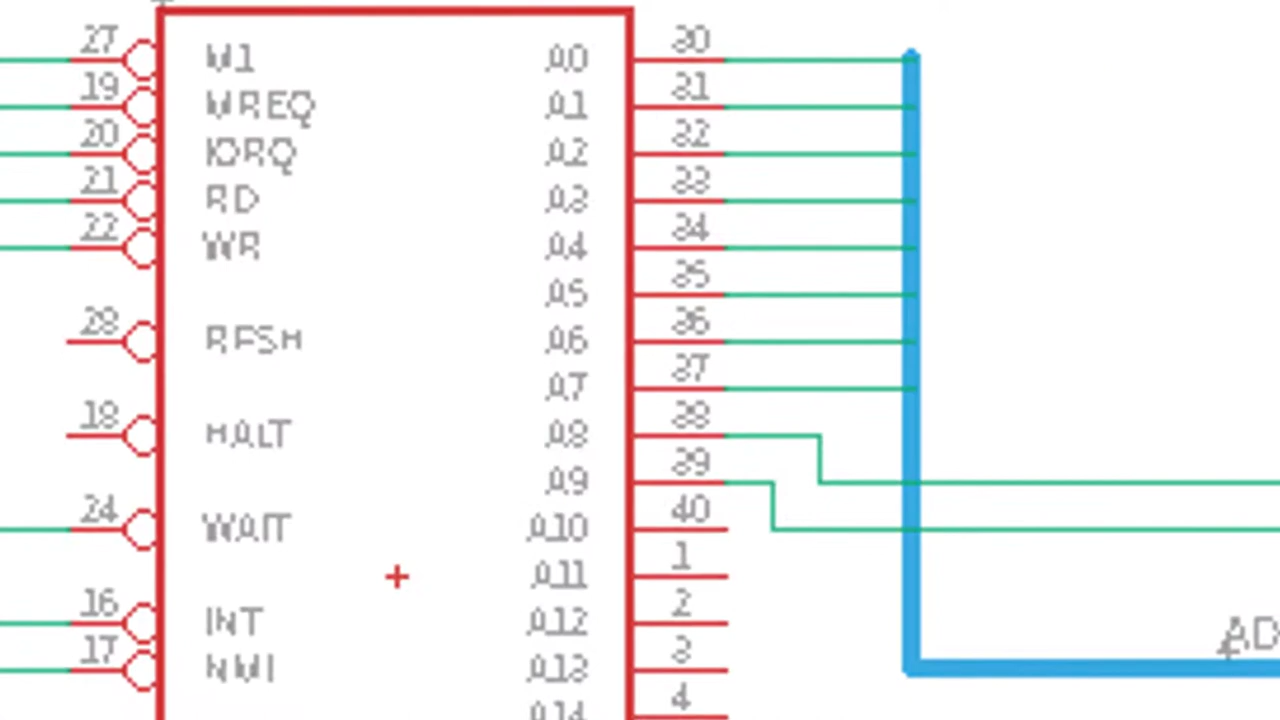 27 M1 A0 30
19 MREQ A1 31
20 IORQ A2 32
21 RD A3 33
22 WR A4 34
A5 35
28 RFSH A6 36
A7 37
18 HALT A8 38
A9 39
24 WAIT A10 40
A11 1
16 INT A12 2
17 NMI A13 3
A14 4
AD